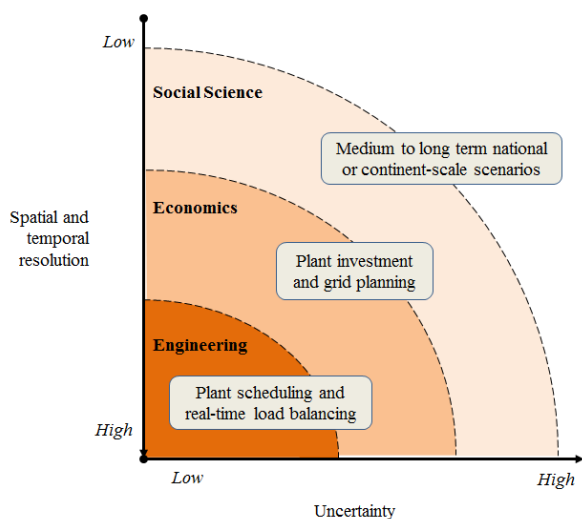 Low
Social Science
Medium to long term national
or continent-scale scenarios
Economics
Spatial and
temporal
resolution
Plant investment
and grid planning
Engineering
Plant scheduling and
real-time load balancing
High
Low
High
Uncertainty